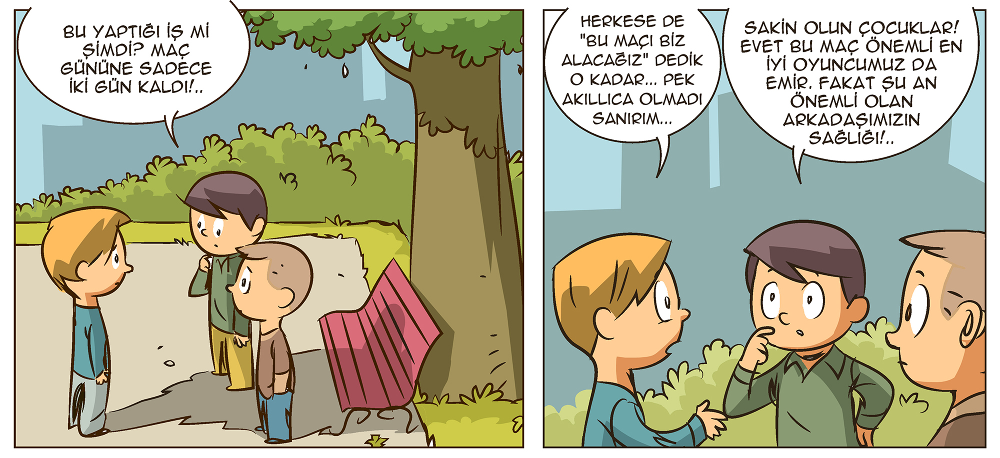 BU YAPTIĞI İŞ Mİ
ŞİMDİ? MAÇ
GÜNÜNE SADECE
İKİ GÜN KALDI!..
HERKESE DE
"BU MAÇI BİZ
ALACAĞIZ" DEDİK
O KADAR... PEK
AKILLICA OLMADI
SANIRIM...
SAKİN OLUN ÇOCUKLAR!
EVET BU MAÇ ÖNEMLİ EN
İYİ OYUNCUMUZ DA
EMİR. FAKAT ŞU AN
ÖNEMLİ OLAN
ARKADAŞIMIZIN
SAĞLIĞI!..